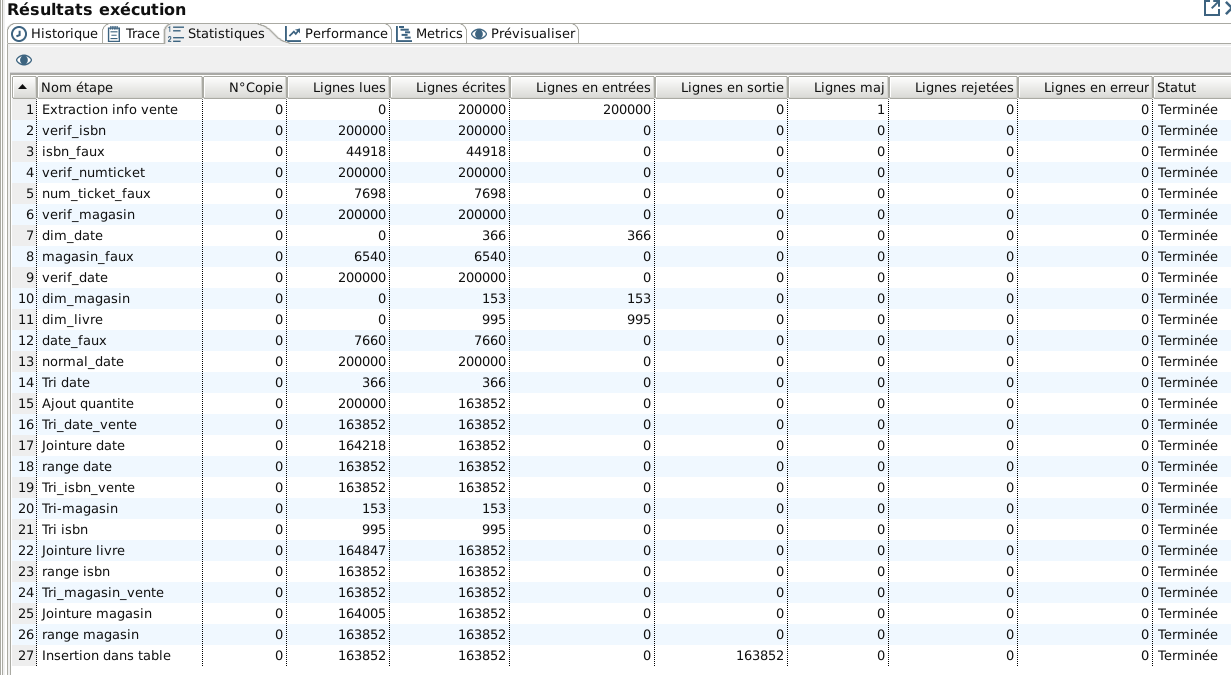 Résultats exécution
Historique Trace Statistiques Performance Metrics Prévisualiser
Nom étape N°Copie Lignes lues Lignes écrites Lignes en entrées Lignes en sortie Lignes maj Lignes rejetées Lignes en erreur Statut
1 Extraction info vente 0 0 200000 200000 0 1 0 0 Terminée
2 verif_isbn 0 200000 200000 0 0 0 0 0 Terminée
3 isbn_faux 0 44918 44918 0 0 0 0 0 Terminée
4 verif_numticket 0 200000 200000 0 0 0 0 0 Terminée
5 num_ticket_faux 0 7698 7698 0 0 0 0 0 Terminée
6 verif_magasin 0 200000 200000 0 0 0 0 0 Terminée
7 dim_date 0 0 366 366 0 0 0 0 Terminée
8 magasin_faux 0 6540 6540 0 0 0 0 0 Terminée
9 verif_date 0 200000 200000 0 0 0 0 0 Terminée
10 dim_magasin 0 0 153 153 0 0 0 0 Terminée
11 dim_livre 0 0 995 995 0 0 0 0 Terminée
12 date_faux 0 7660 7660 0 0 0 0 0 Terminée
13 normal_date 0 200000 200000 0 0 0 0 0 Terminée
14 Tri date 0 366 366 0 0 0 0 0 Terminée
15 Ajout quantite 0 200000 163852 0 0 0 0 0 Terminée
16 Tri_date_vente 0 163852 163852 0 0 0 0 0 Terminée
17 Jointure date 0 164218 163852 0 0 0 0 0 Terminée
18 range date 0 163852 163852 0 0 0 0 0 Terminée
19 Tri_isbn_vente 0 163852 163852 0 0 0 0 0 Terminée
20 Tri-magasin 0 153 153 0 0 0 0 0 Terminée
21 Tri isbn 0 995 995 0 0 0 0 0 Terminée
22 Jointure livre 0 164847 163852 0 0 0 0 0 Terminée
23 range isbn 0 163852 163852 0 0 0 0 0 Terminée
24 Tri_magasin_vente 0 163852 163852 0 0 0 0 0 Terminée
25 Jointure magasin 0 164005 163852 0 0 0 0 0 Terminée
26 range magasin 0 163852 163852 0 0 0 0 0 Terminée
27 Insertion dans table 0 163852 163852 0 163852 0 0 0 Terminée